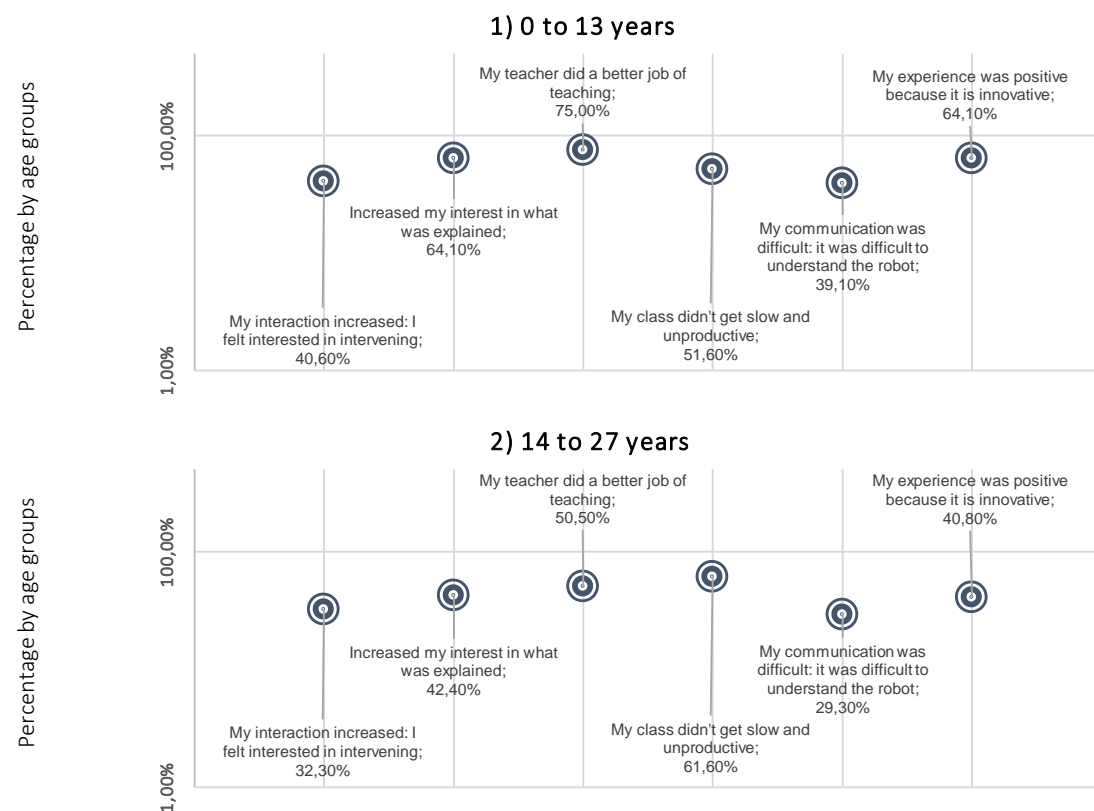 1) 0 to 13 years
Percentage by age groups
100,00%
1,00%
My teacher did a better job of
teaching;
75,00%
My experience was positive
because it is innovative;
64,10%
Increased my interest in what
was explained;
64,10%
My communication was
difficult: it was difficult to
understand the robot;
39,10%
My interaction increased: I
felt interested in intervening;
40,60%
My class didn't get slow and
unproductive;
51,60%
2) 14 to 27 years
Percentage by age groups
100,00%
1,00%
My teacher did a better job of
teaching;
50,50%
My experience was positive
because it is innovative;
40,80%
Increased my interest in what
was explained;
42,40%
My communication was
difficult: it was difficult to
understand the robot;
29,30%
My interaction increased: I
felt interested in intervening;
32,30%
My class didn't get slow and
unproductive;
61,60%